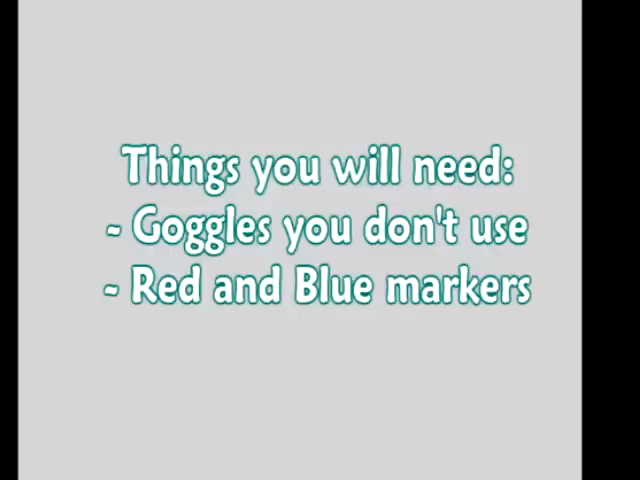 Things you will need:
- Goggles you don't use
- Red and Blue markers